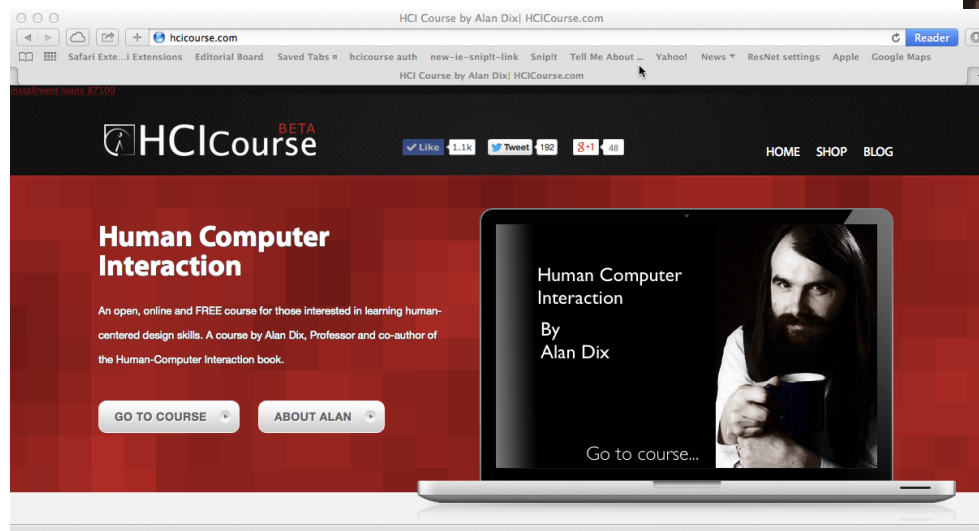 HCI Course by Alan Dix| HCICourse.com
hcicourse.com
Reader
Safari Exte...i Extensions Editorial Board Saved Tabs hcicourse auth new-ie-sniplt-link SnipIt Tell Me About ... Yahoo! News ResNet settings Apple Google Maps
HCI Course by Alan Dix| HCICourse.com
installment loans 87109
HCICourse BETA
Like 1.1k Tweet 192 g+1 48
HOME SHOP BLOG
Human Computer
Interaction
An open, online and FREE course for those interested in learning human-
centered design skills. A course by Alan Dix, Professor and co-author of
the Human-Computer Interaction book.
GO TO COURSE ABOUT ALAN
Human Computer
Interaction
By
Alan Dix
Go to course...